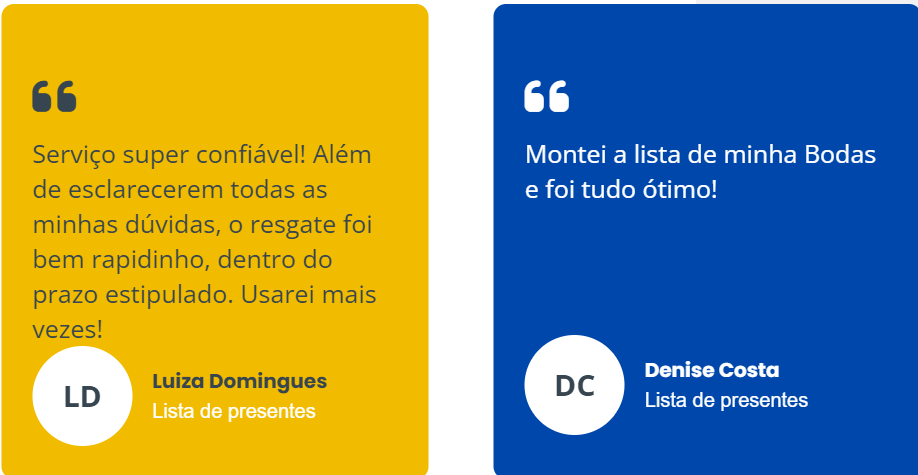 “
Serviço super confiável! Além
de esclarecerem todas as
minhas dúvidas, o resgate foi
bem rapidinho, dentro do
prazo estipulado. Usarei mais
vezes!
LD
Luiza Domingues
Lista de presentes
“
Montei a lista de minha Bodas
e foi tudo ótimo!
DC
Denise Costa
Lista de presentes